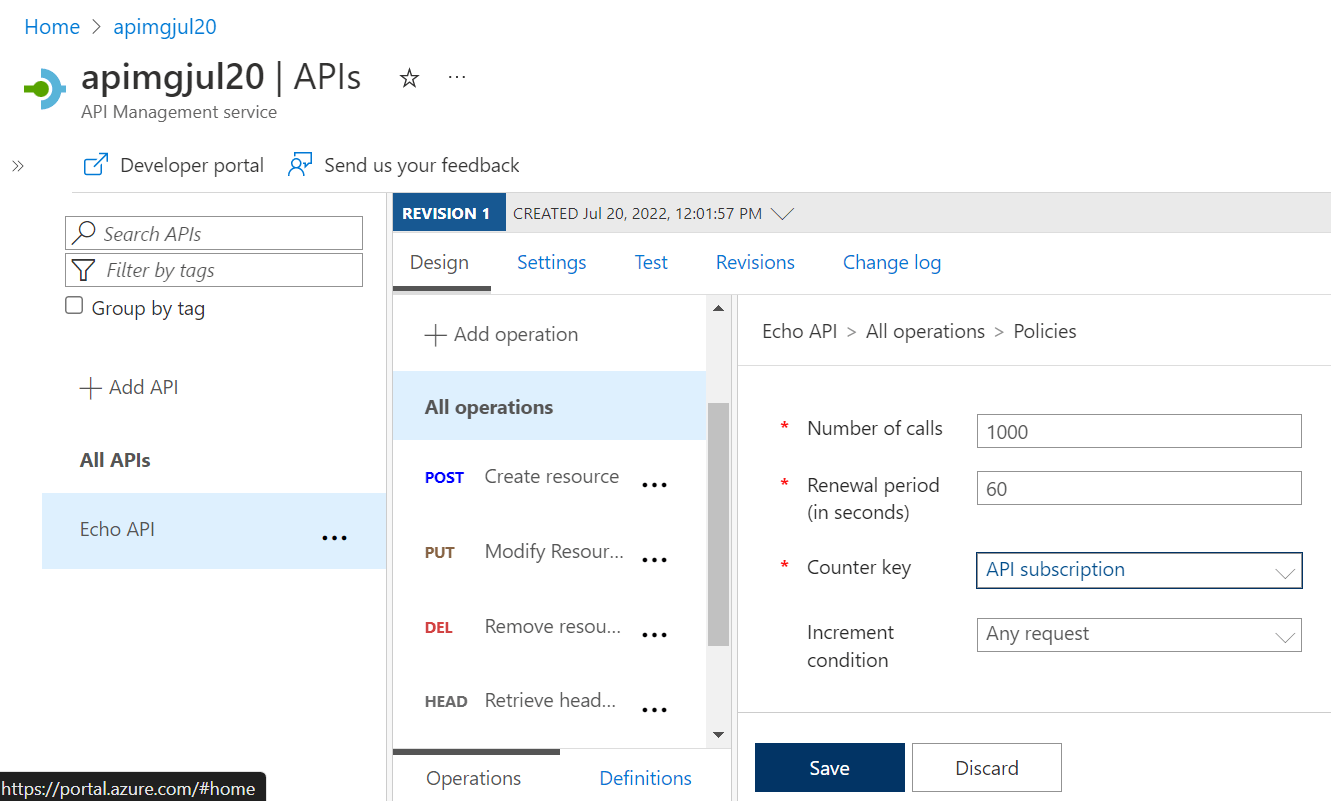 Home > apimgjul20
apimgjul20 | APIs ☆ ...
API Management service
» Developer portal Send us your feedback
Search APIs
Filter by tags
Group by tag
+ Add API
All APIs
Echo API ...
REVISION 1 CREATED Jul 20, 2022, 12:01:57 PM
Design Settings Test Revisions Change log
+ Add operation
All operations
POST Create resource ...
PUT Modify Resour... ...
DEL Remove resou... ...
HEAD Retrieve head... ...
Operations Definitions
Echo API > All operations > Policies
* Number of calls 1000
* Renewal period
(in seconds) 60
* Counter key API subscription
Increment
condition Any request
Save Discard
https://portal.azure.com/#home